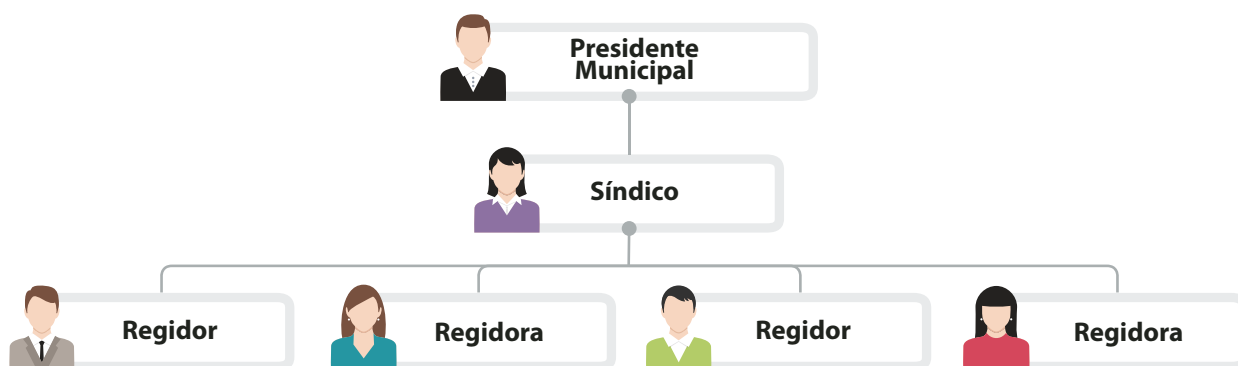 Presidente
Municipal
Síndico
Regidor
Regidora
Regidor
Regidora